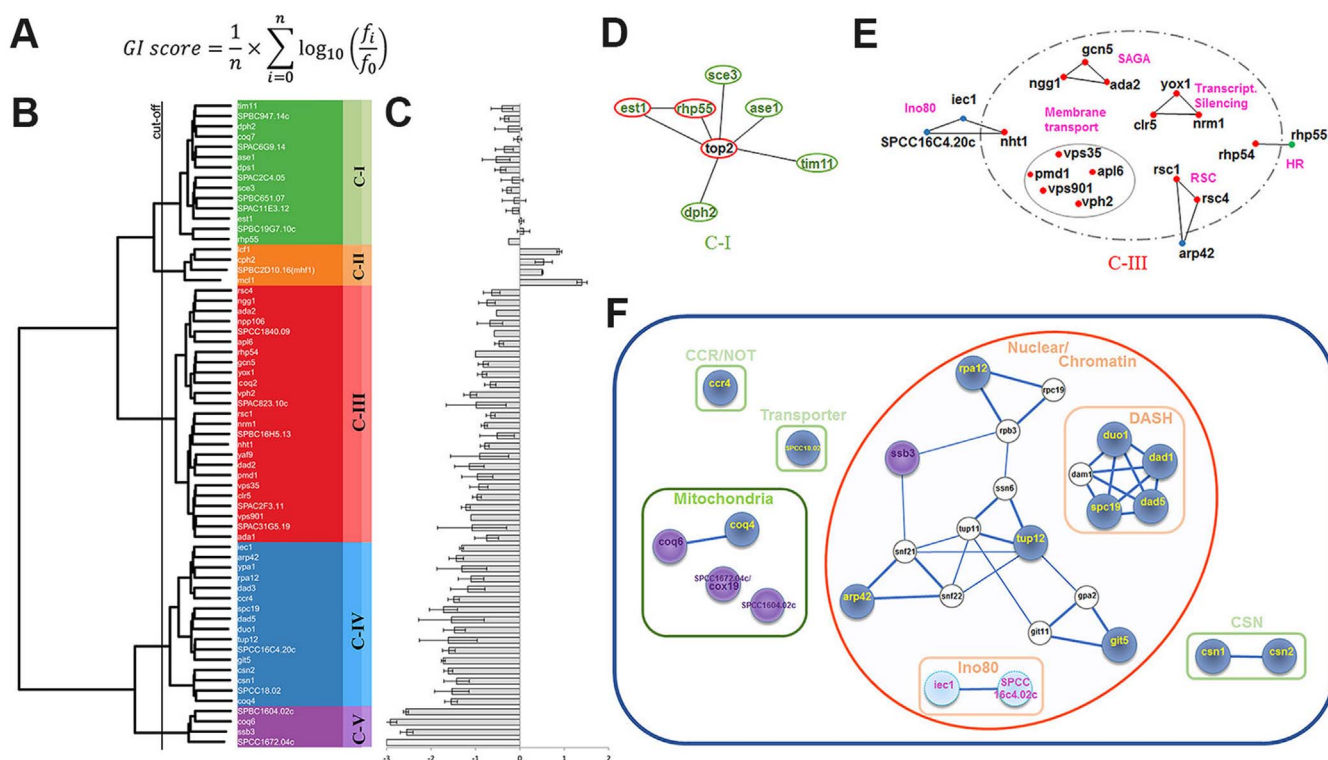 A
GI score = 1/n × ∑ n i=0 log10 (fi/f0)
B
cut-off
tim11
SPBC947.14c
dph2
coq7
SPAC6G9.14
ase1
dps1
SPAC2C4.05
sce3
SPBC651.07
SPAC11E3.12
est1
SPBC19G7.10c
rhp55
C-I
lcf1
cph2
SPBC2D10.16(mhf1)
mcl1
C-II
rsc4
ngg1
ada2
npp106
SPCC1840.09
apl6
rhp54
gcn5
yox1
coq2
vph2
SPAC823.10c
rsc1
nrm1
SPBC16H5.13
nht1
yaf9
dad2
pmd1
vps35
clr5
SPAC2F3.11
vps901
SPAC31G5.19
ada1
C-III
iec1
arp42
ypa1
rpa12
dad3
ccr4
spc19
dad5
duo1
tup12
SPCC16C4.20c
git5
csn2
csn1
SPCC18.02
coq4
C-IV
SPBC1604.02c
coq6
ssb3
SPCC1672.04c
C-V
C
-3 -2 -1 0 1 2
D
sce3
est1
rhp55
ase1
top2
tim11
dph2
C-I
E
gcn5
SAGA
ngg1
ada2
yox1
Transcript.
Silencing
clr5
nrm1
Ino80
iec1
SPCC16C4.20c
nht1
Membrane
transport
vps35
pmd1
apl6
vps901
vph2
rhp55
rhp54
HR
rsc1
RSC
rsc4
arp42
C-III
F
CCR/NOT
ccr4
Transporter
SPCC18.02
Mitochondria
coq4
coq6
SPCC1672.04c/
cox19
SPCC1604.02c
Nuclear/
Chromatin
rpa12
rpc19
rpb3
ssb3
ssn6
tup11
tup12
snf21
snf22
arp42
gpa2
git11
git5
DASH
duo1
dad1
dam1
spc19
dad5
Ino80
iec1
SPCC
16c4.02c
CSN
csn1
csn2